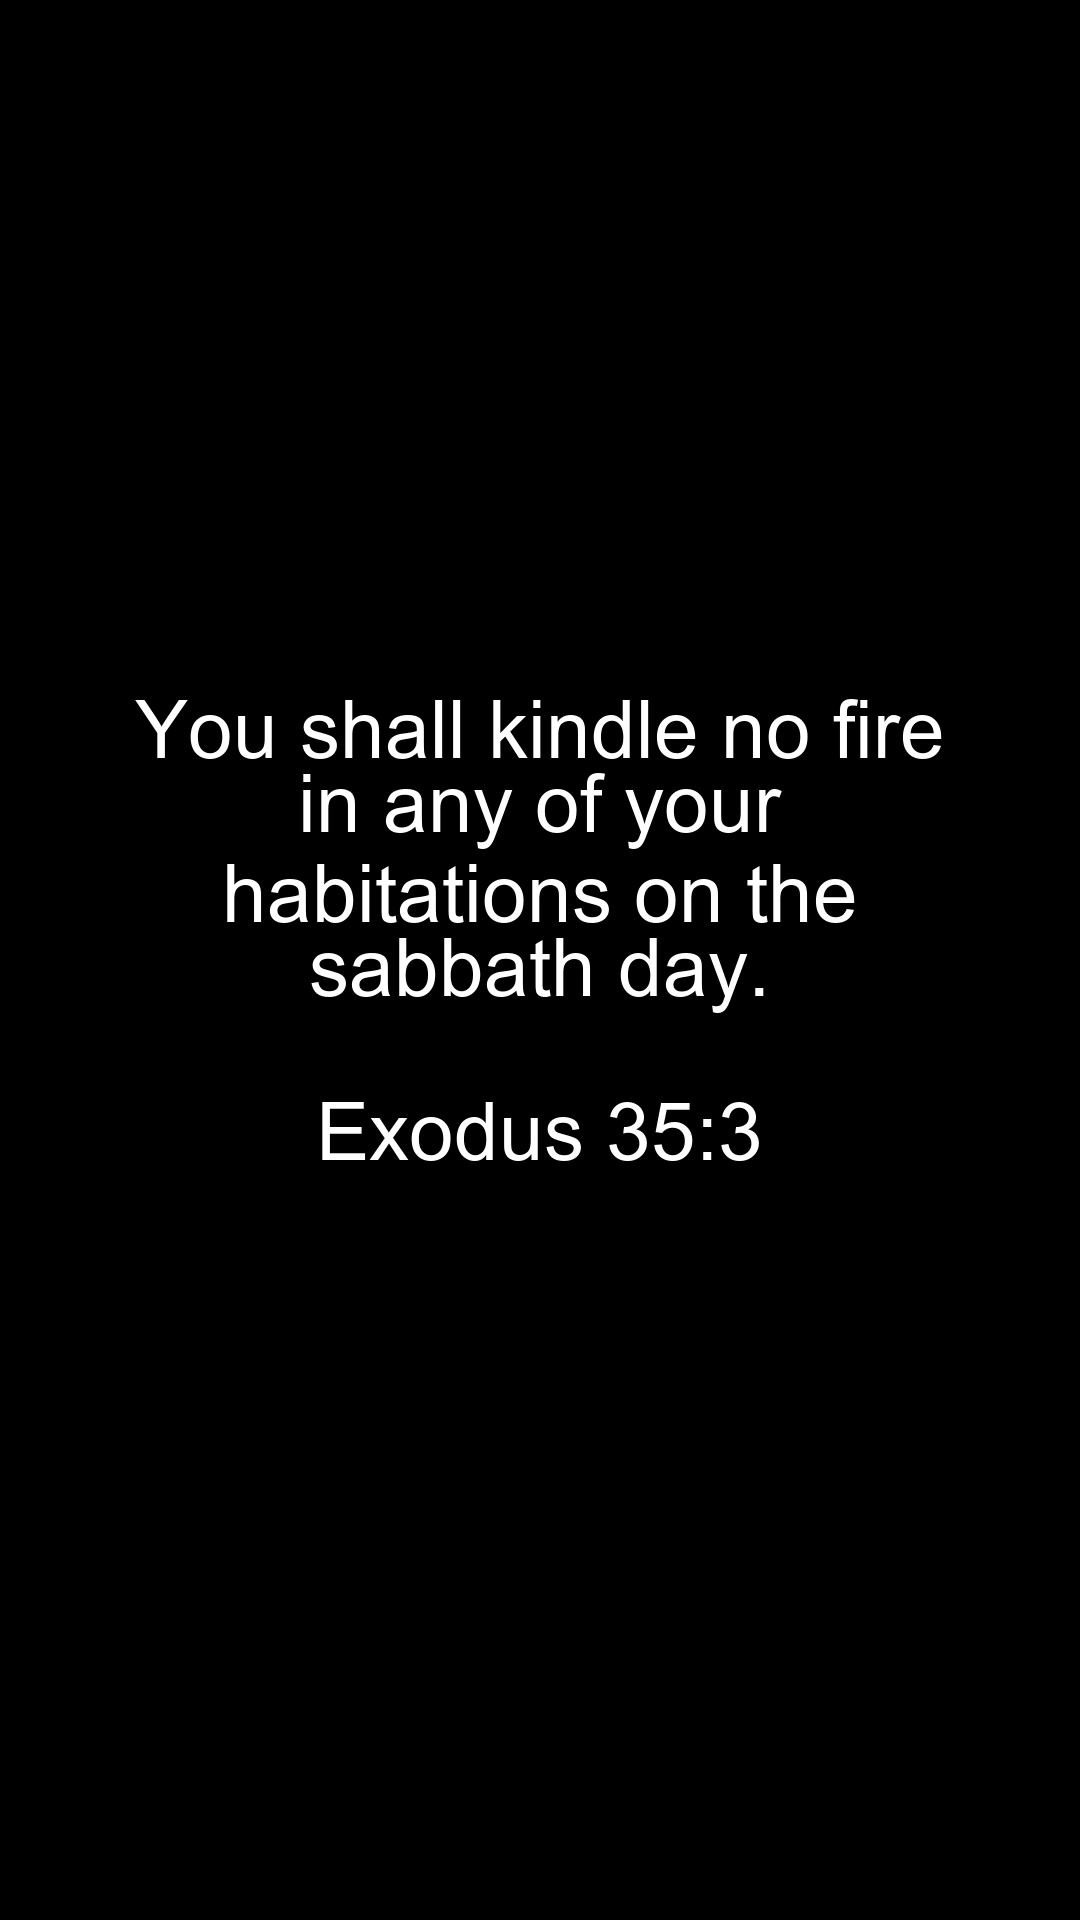 You shall kindle no fire
in any of your
habitations on the
sabbath day.
Exodus 35:3